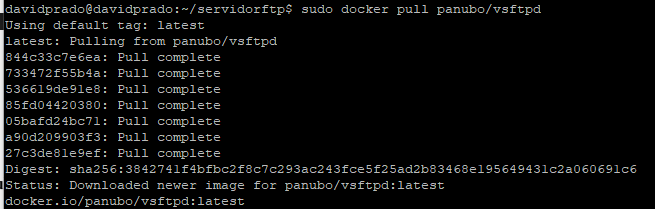 davidprado@davidprado:~/servidorftp$ sudo docker pull panubo/vsftpd
Using default tag: latest
latest: Pulling from panubo/vsftpd
844c33c7e6ea: Pull complete
733472f55b4a: Pull complete
536619de91e8: Pull complete
85fd04420380: Pull complete
05bafd24bc71: Pull complete
a90d209903f3: Pull complete
27c3de81e9ef: Pull complete
Digest: sha256:3842741f4bfbc2f8c7c293ac243fce5f25ad2b83468e195649431c2a060691c6
Status: Downloaded newer image for panubo/vsftpd:latest
docker.io/panubo/vsftpd:latest